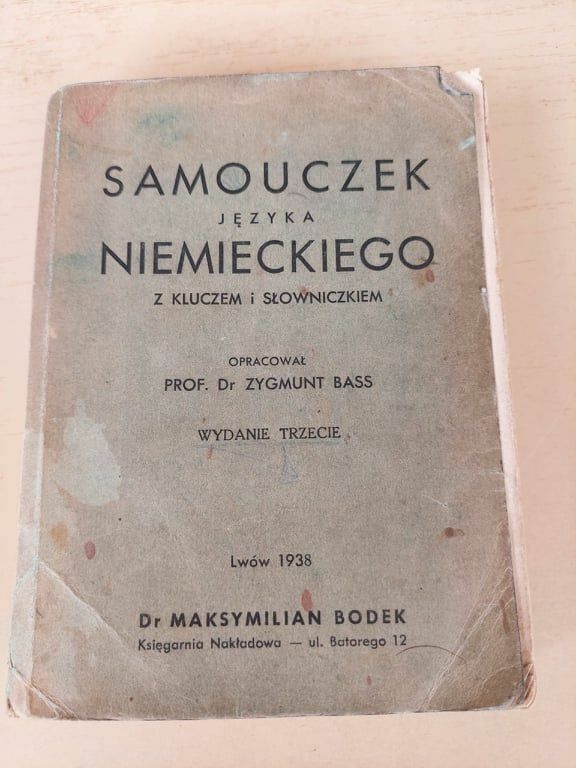 SAMOUCZEK
JĘZYKA
NIEMIECKIEGO
Z KLUCZEM i SŁOWNICZKIEM
OPRACOWAŁ
PROF. Dr ZYGMUNT BASS
WYDANIE TRZECIE
Lwów 1938
Dr MAKSYMILIAN BODEK
Księgarnia Nakładowa — ul. Batorego 12